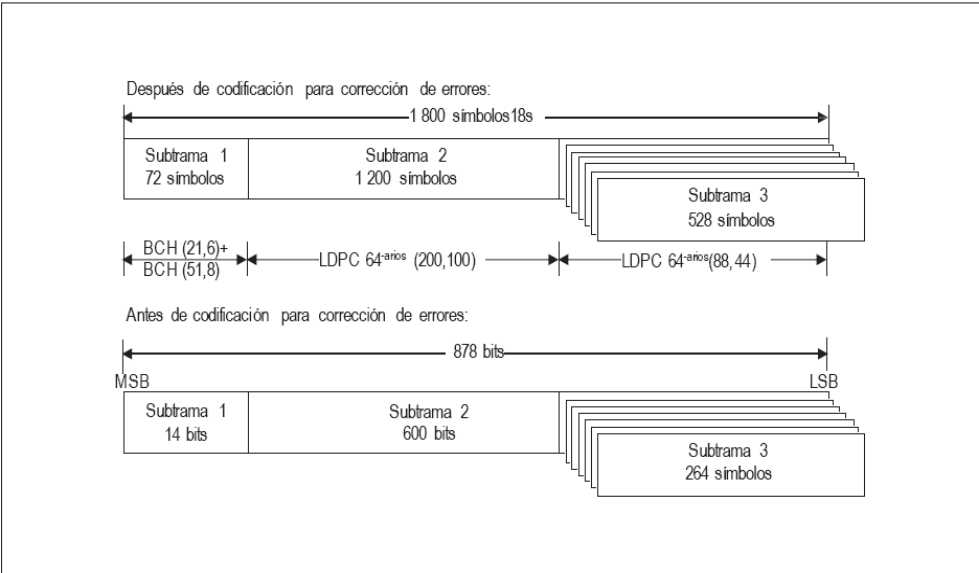 Después de codificación para corrección de errores:
1 800 símbolos18s
Subtrama 1
72 símbolos
Subtrama 2
1 200 símbolos
Subtrama 3
528 símbolos
BCH (21,6)+
BCH (51,8)
LDPC 64-arios (200,100)
LDPC 64-arios(88,44)
Antes de codificación para corrección de errores:
878 bits
MSB
LSB
Subtrama 1
14 bits
Subtrama 2
600 bits
Subtrama 3
264 símbolos